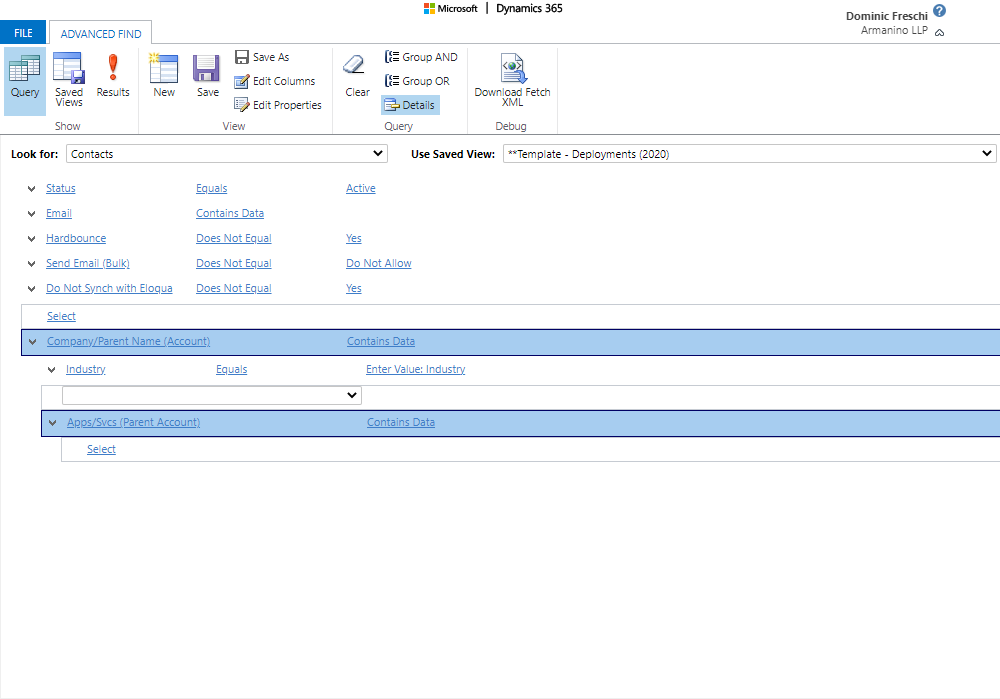 Microsoft | Dynamics 365
Dominic Freschi
Armanino LLP
FILE
ADVANCED FIND
Query
Saved Views
Results
Show
New
Save
Save As
Edit Columns
Edit Properties
View
Clear
Group AND
Group OR
Details
Query
Download Fetch XML
Debug
Look for: Contacts Use Saved View: **Template - Deployments (2020)
Status Equals Active
Email Contains Data
Hardbounce Does Not Equal Yes
Send Email (Bulk) Does Not Equal Do Not Allow
Do Not Synch with Eloqua Does Not Equal Yes
Select
Company/Parent Name (Account) Contains Data
Industry Equals Enter Value: Industry
Apps/Svcs (Parent Account) Contains Data
Select